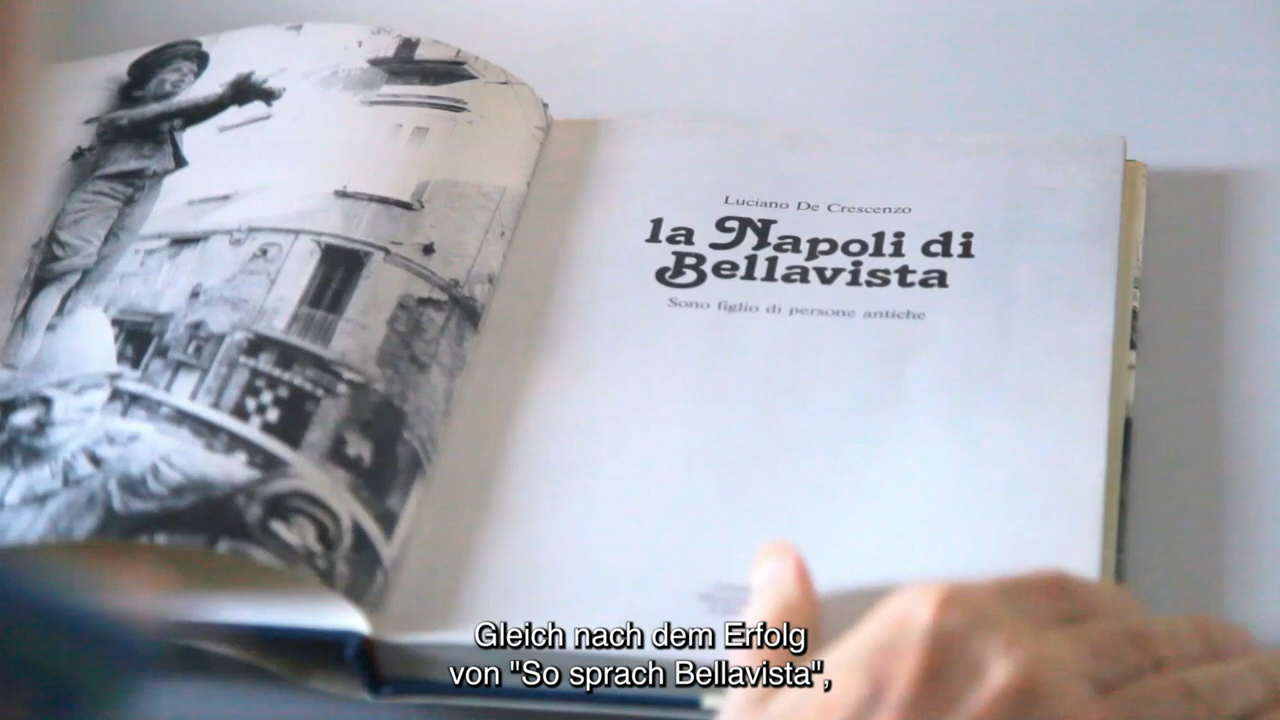 Luciano De Crescenzo
la Napoli di
Bellavista
Sono figlio di persone antiche
Gleich nach dem Erfolg
von "So sprach Bellavista",